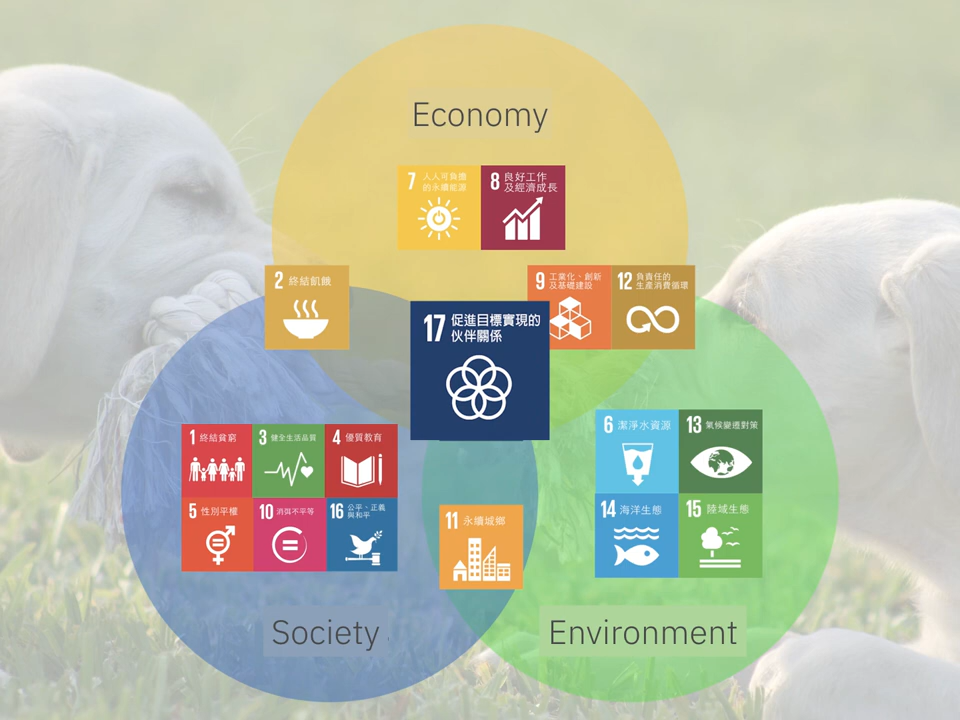 Economy
7 人人可負擔
的永續能源
8 良好工作
及經濟成長
2 終結飢餓
9 工業化、創新
及基礎建設
12 負責任的
生產消費循環
17 促進目標實現的
伙伴關係
1 終結貧窮
3 健全生活品質
4 優質教育
5 性別平權
10 消弭不平等
16 公平、正義
與和平
11 永續城鄉
6 潔淨水資源
13 氣候變遷對策
14 海洋生態
15 陸域生態
Society
Environment